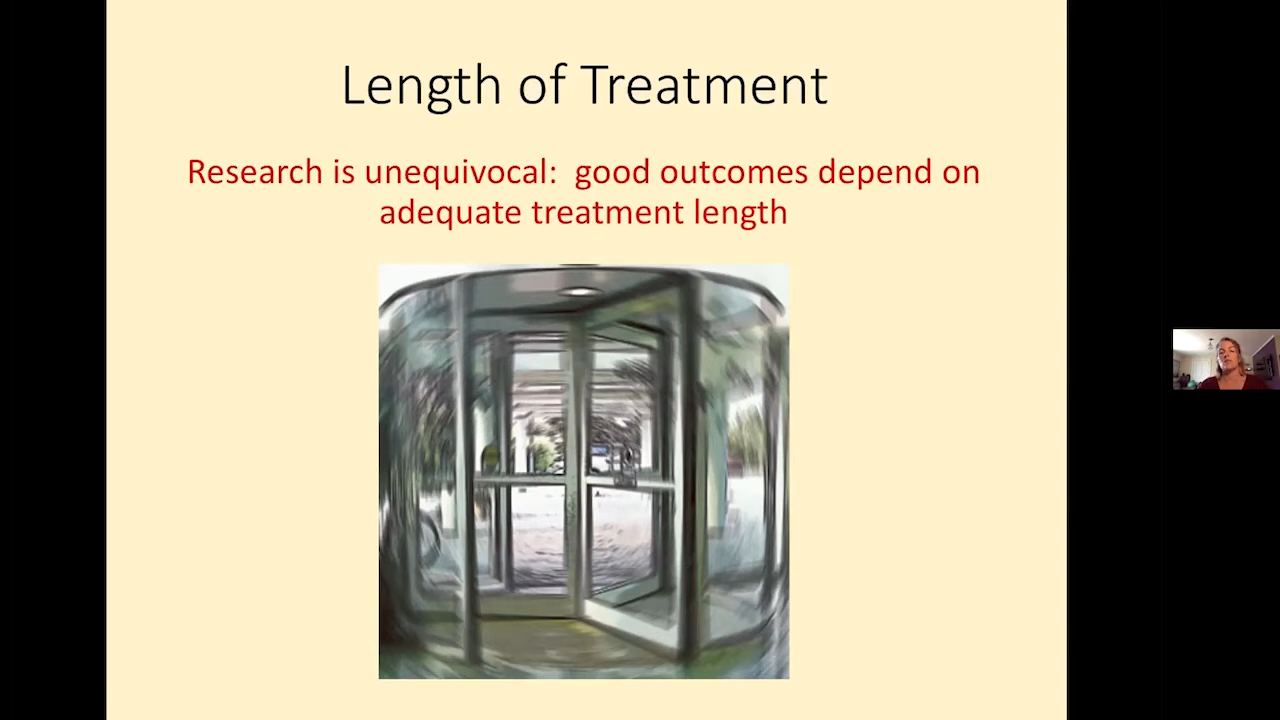 Length of Treatment
Research is unequivocal:  good outcomes depend on
adequate treatment length